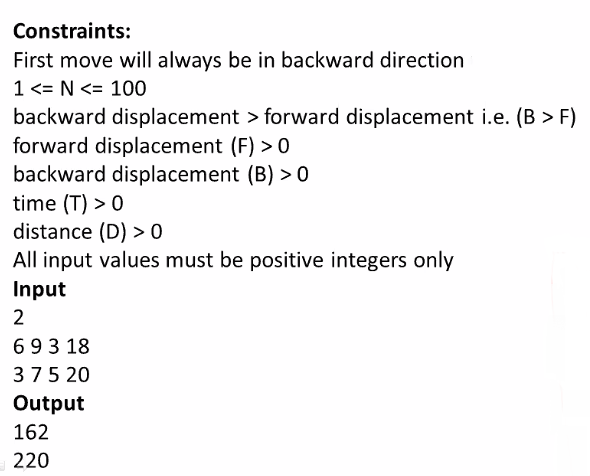 Constraints:
First move will always be in backward direction
1 <= N <= 100
backward displacement > forward displacement i.e. (B > F)
forward displacement (F) > 0
backward displacement (B) > 0
time (T) > 0
distance (D) > 0
All input values must be positive integers only
Input
2
6 9 3 18
3 7 5 20
Output
162
220